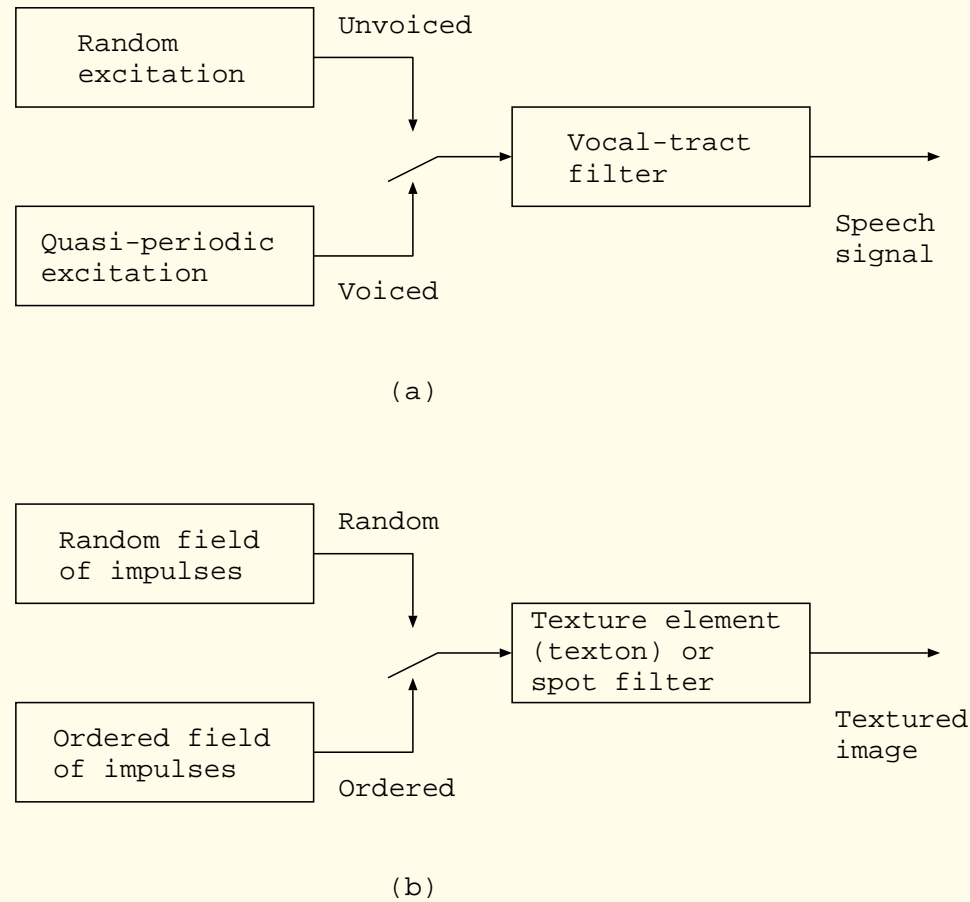 Random
excitation
Unvoiced
Vocal-tract
filter
Quasi-periodic
excitation
Voiced
Speech
signal
(a)
Random field
of impulses
Random
Texture element
(texton) or
spot filter
Ordered field
of impulses
Ordered
Textured
image
(b)